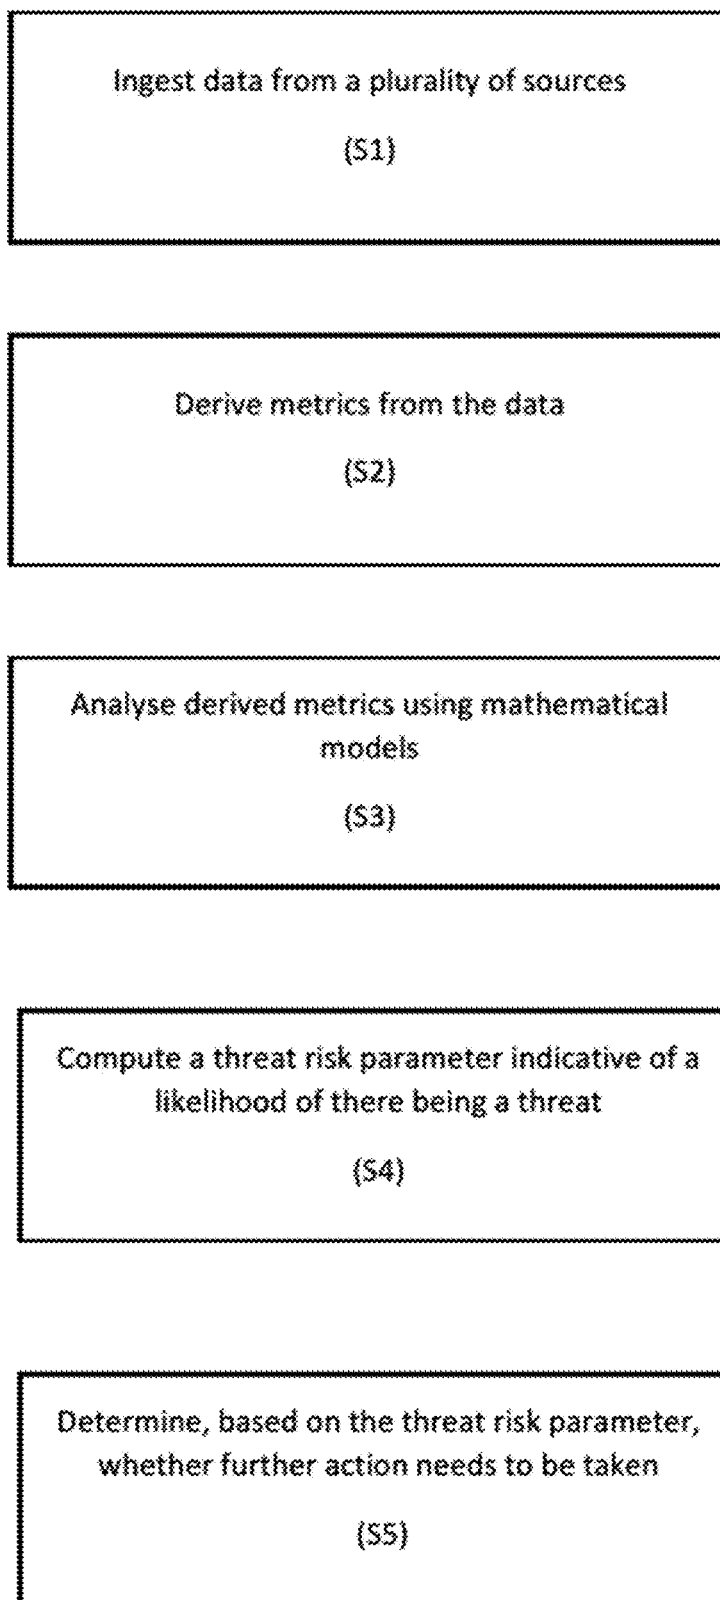 Ingest data from a plurality of sources
(S1)
Derive metrics from the data
(S2)
Analyse derived metrics using mathematical
models
(S3)
Compute a threat risk parameter indicative of a
likelihood of there being a threat
(S4)
Determine, based on the threat risk parameter,
whether further action needs to be taken
(S5)